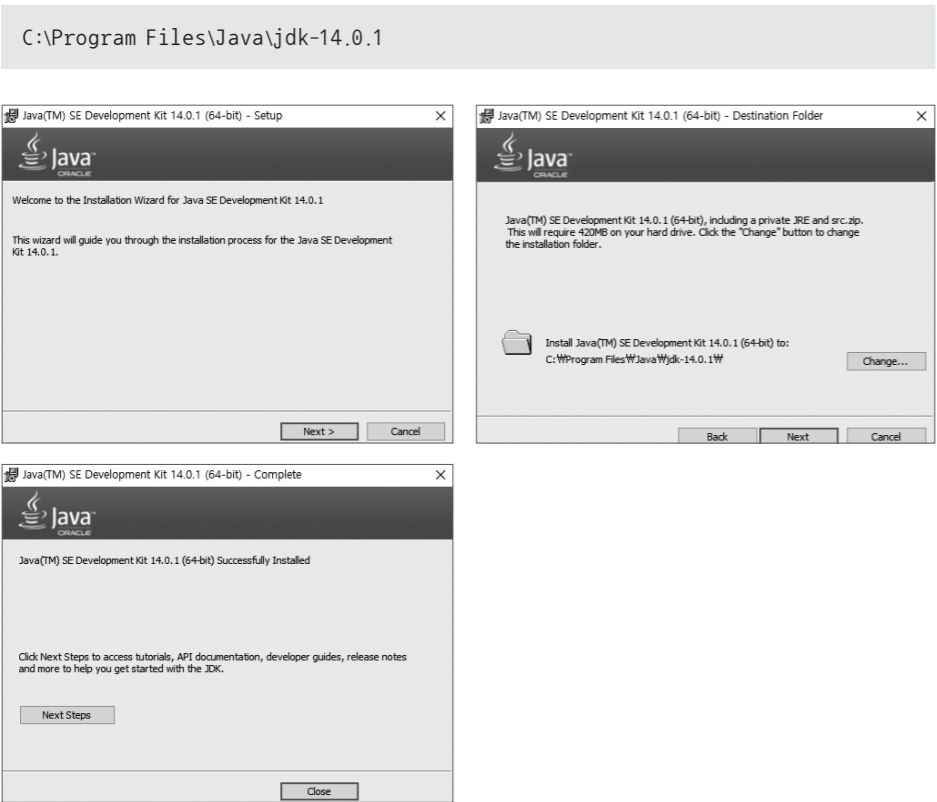 C:\Program Files\Java\jdk-14.0.1
Java(TM) SE Development Kit 14.0.1 (64-bit) - Setup
Java™
ORACLE
Welcome to the Installation Wizard for Java SE Development Kit 14.0.1
This wizard will guide you through the installation process for the Java SE Development
Kit 14.0.1.
Next >
Cancel
Java(TM) SE Development Kit 14.0.1 (64-bit) - Destination Folder
Java™
ORACLE
Java(TM) SE Development Kit 14.0.1 (64-bit), including a private JRE and src.zip.
This will require 420MB on your hard drive. Click the "Change" button to change
the installation folder.
Install Java(TM) SE Development Kit 14.0.1 (64-bit) to:
C:₩Program Files₩Java₩jdk-14.0.1₩
Change...
Back
Next
Cancel
Java(TM) SE Development Kit 14.0.1 (64-bit) - Complete
Java™
ORACLE
Java(TM) SE Development Kit 14.0.1 (64-bit) Successfully Installed
Click Next Steps to access tutorials, API documentation, developer guides, release notes
and more to help you get started with the JDK.
Next Steps
Close